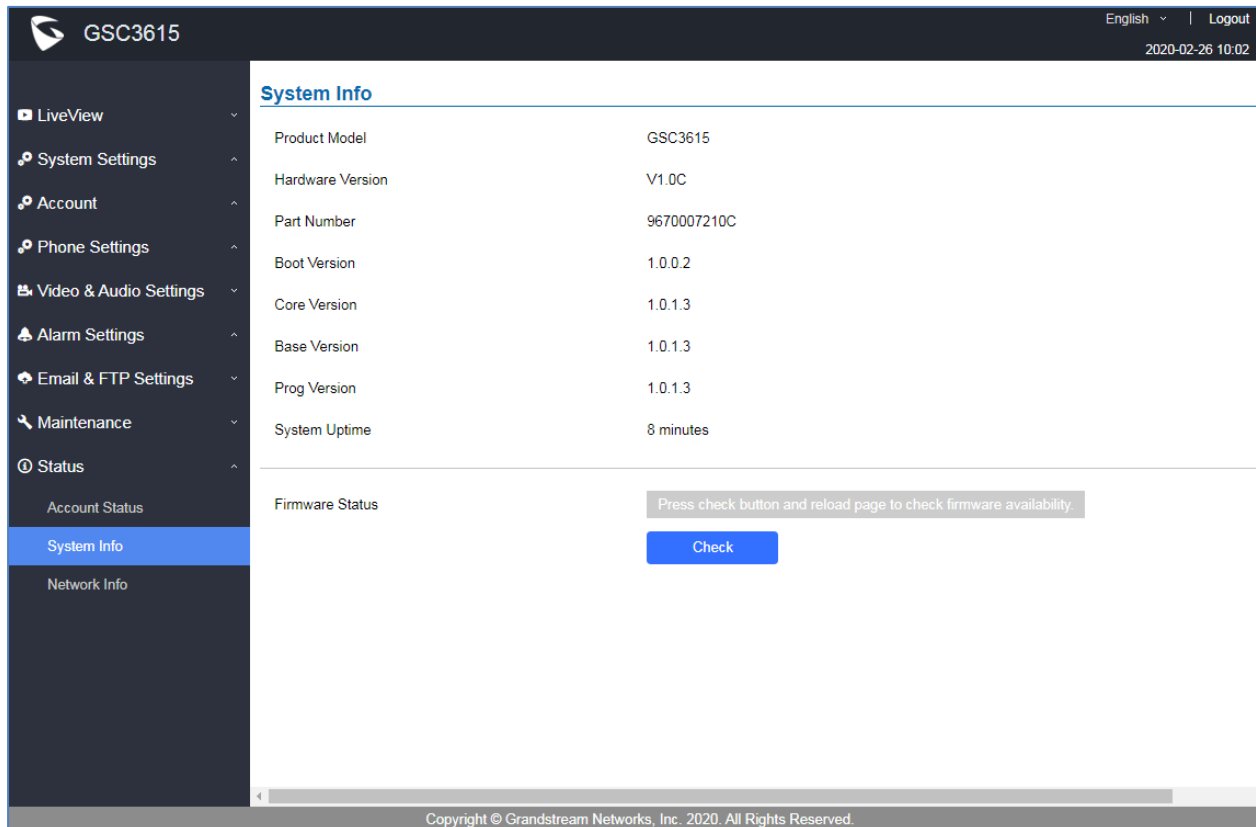 GSC3615
English | Logout
2020-02-26 10:02
LiveView
System Settings
Account
Phone Settings
Video & Audio Settings
Alarm Settings
Email & FTP Settings
Maintenance
Status
Account Status
System Info
Network Info
System Info
Product Model GSC3615
Hardware Version V1.0C
Part Number 9670007210C
Boot Version 1.0.0.2
Core Version 1.0.1.3
Base Version 1.0.1.3
Prog Version 1.0.1.3
System Uptime 8 minutes
Firmware Status Press check button and reload page to check firmware availability.
Check
Copyright © Grandstream Networks, Inc. 2020. All Rights Reserved.